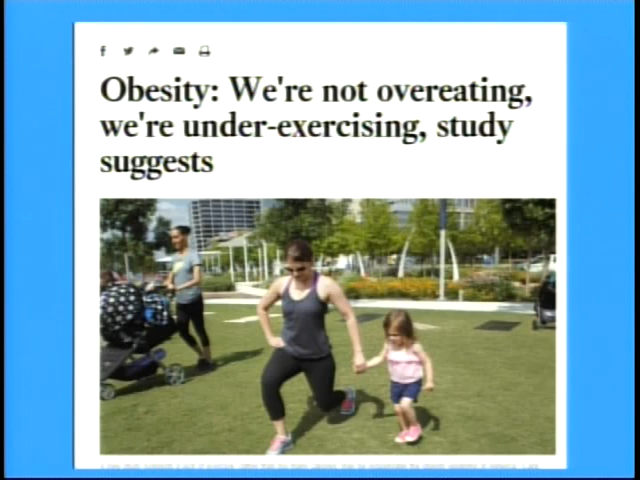 Obesity: We're not overeating,
we're under-exercising, study
suggests